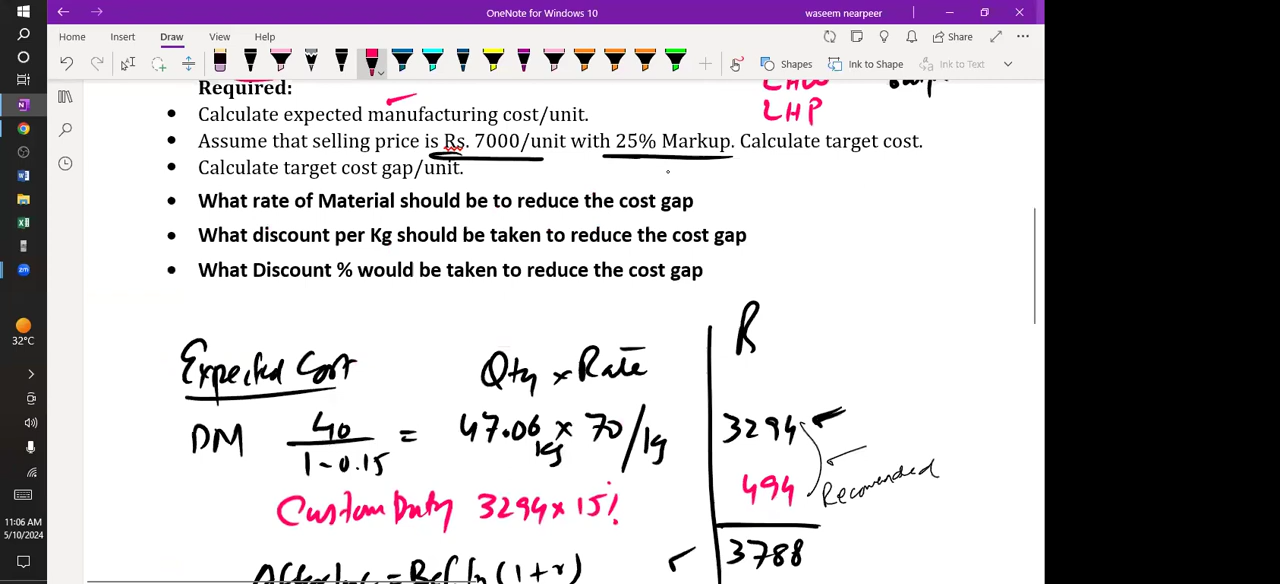 OneNote for Windows 10
waseem nearpeer
Home Insert Draw View Help
Share
Shapes Ink to Shape Ink to Text
Required:
LHP
• Calculate expected manufacturing cost/unit.
• Assume that selling price is Rs. 7000/unit with 25% Markup. Calculate target cost.
• Calculate target cost gap/unit.
• What rate of Material should be to reduce the cost gap
• What discount per Kg should be taken to reduce the cost gap
• What Discount % would be taken to reduce the cost gap
Expected Cost Qty × Rate R
DM 40/(1-0.15) = 47.06 kg × 70/kg 3294
Custom Duty 3294 × 15% 494
Recomended
3788
(1+r)
32°C
11:06 AM
5/10/2024